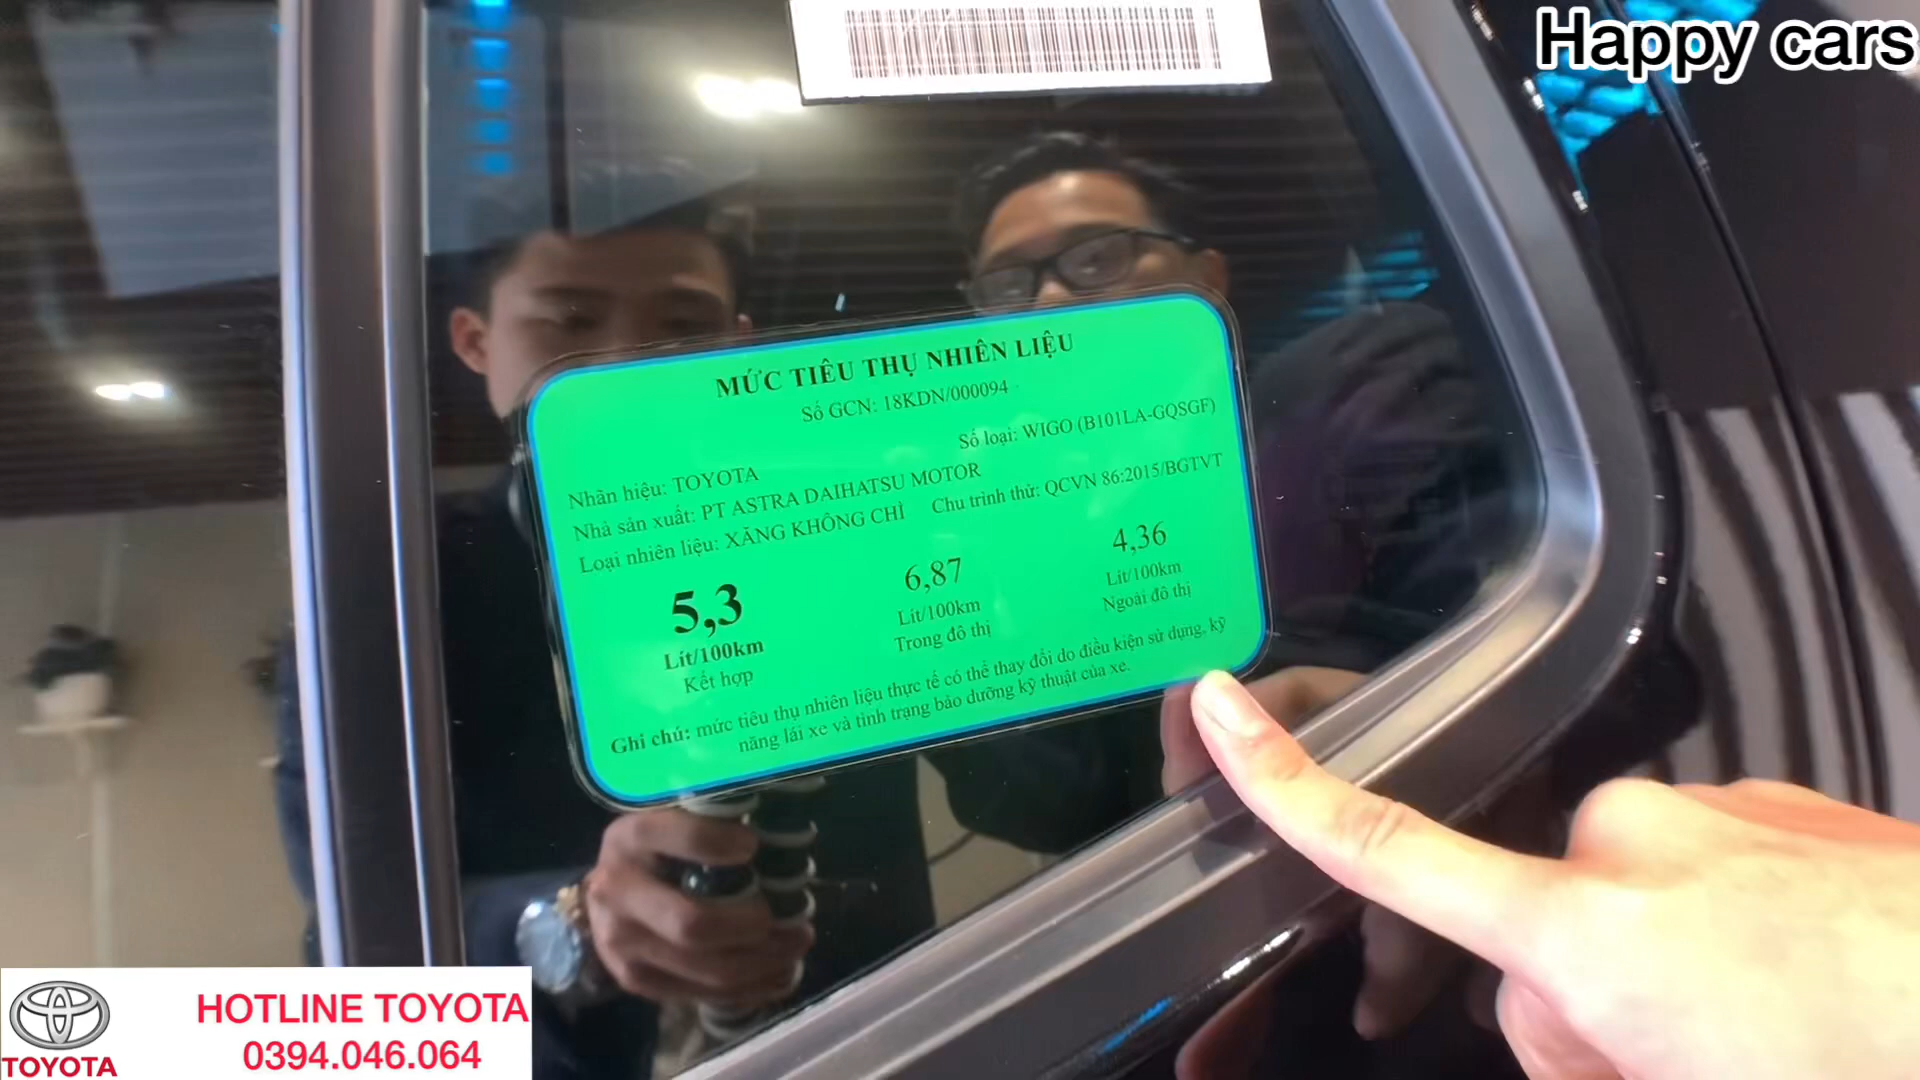 Happy cars
MỨC TIÊU THỤ NHIÊN LIỆU
Số GCN: 18KDN/000094
Nhãn hiệu: TOYOTA
Số loại: WIGO (B101LA-GQSGF)
Nhà sản xuất: PT ASTRA DAIHATSU MOTOR
Loại nhiên liệu: XĂNG KHÔNG CHÌ
Chu trình thử: QCVN 86:2015/BGTVT
5,3
Lít/100km
Kết hợp
6,87
Lít/100km
Trong đô thị
4,36
Lít/100km
Ngoài đô thị
Ghi chú: mức tiêu thụ nhiên liệu thực tế có thể thay đổi do điều kiện sử dụng, kỹ
năng lái xe và tình trạng bảo dưỡng kỹ thuật của xe.
TOYOTA
HOTLINE TOYOTA
0394.046.064